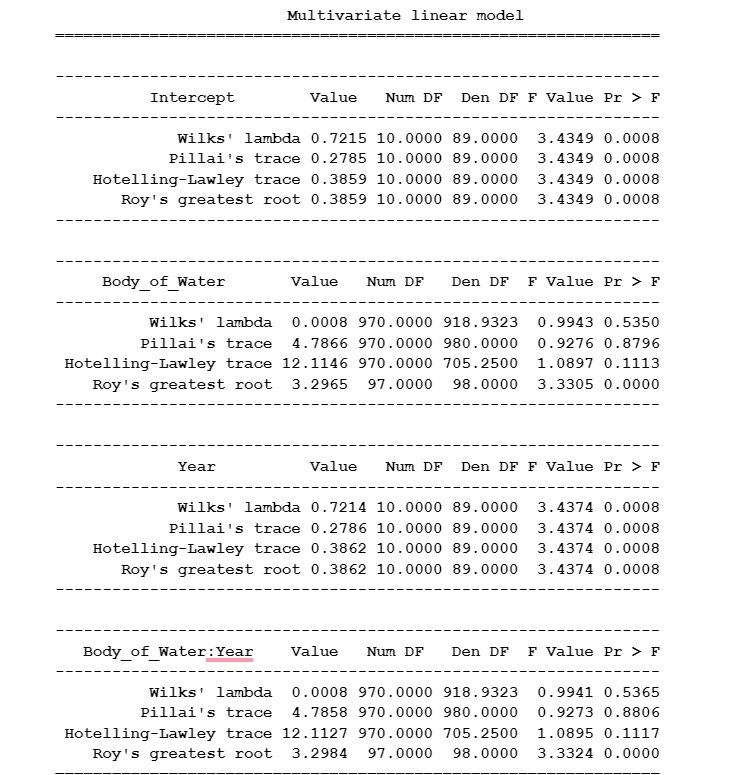 Multivariate linear model
Intercept Value Num DF Den DF F Value Pr > F
Wilks' lambda 0.7215 10.0000 89.0000 3.4349 0.0008
Pillai's trace 0.2785 10.0000 89.0000 3.4349 0.0008
Hotelling-Lawley trace 0.3859 10.0000 89.0000 3.4349 0.0008
Roy's greatest root 0.3859 10.0000 89.0000 3.4349 0.0008
Body_of_Water Value Num DF Den DF F Value Pr > F
Wilks' lambda 0.0008 970.0000 918.9323 0.9943 0.5350
Pillai's trace 4.7866 970.0000 980.0000 0.9276 0.8796
Hotelling-Lawley trace 12.1146 970.0000 705.2500 1.0897 0.1113
Roy's greatest root 3.2965 97.0000 98.0000 3.3305 0.0000
Year Value Num DF Den DF F Value Pr > F
Wilks' lambda 0.7214 10.0000 89.0000 3.4374 0.0008
Pillai's trace 0.2786 10.0000 89.0000 3.4374 0.0008
Hotelling-Lawley trace 0.3862 10.0000 89.0000 3.4374 0.0008
Roy's greatest root 0.3862 10.0000 89.0000 3.4374 0.0008
Body_of_Water:Year Value Num DF Den DF F Value Pr > F
Wilks' lambda 0.0008 970.0000 918.9323 0.9941 0.5365
Pillai's trace 4.7858 970.0000 980.0000 0.9273 0.8806
Hotelling-Lawley trace 12.1127 970.0000 705.2500 1.0895 0.1117
Roy's greatest root 3.2984 97.0000 98.0000 3.3324 0.0000